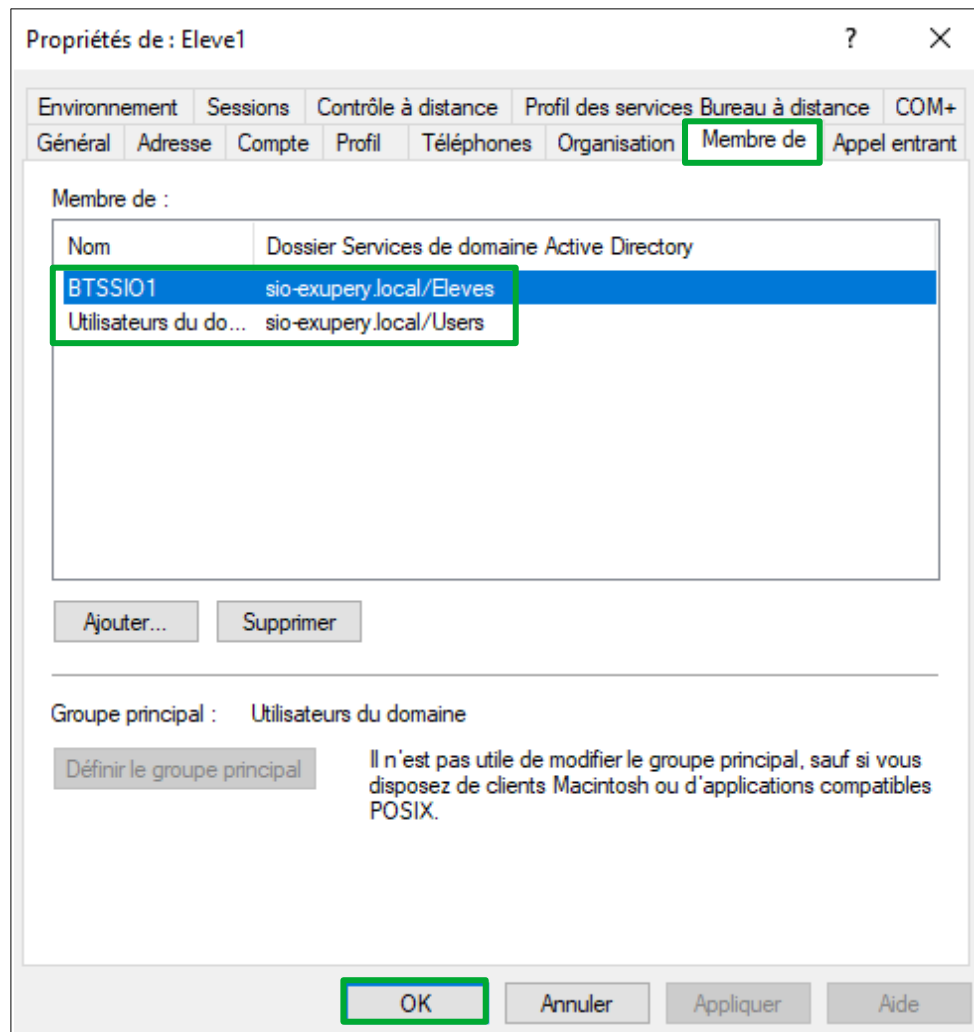 Propriétés de : Eleve1 ?
Environnement Sessions Contrôle à distance Profil des services Bureau à distance COM+
Général Adresse Compte Profil Téléphones Organisation Membre de Appel entrant
Membre de :
Nom Dossier Services de domaine Active Directory
BTSSIO1 sio-exupery.local/Eleves
Utilisateurs du do... sio-exupery.local/Users
Ajouter... Supprimer
Groupe principal : Utilisateurs du domaine
Définir le groupe principal
Il n'est pas utile de modifier le groupe principal, sauf si vous
disposez de clients Macintosh ou d'applications compatibles
POSIX.
OK Annuler Appliquer Aide